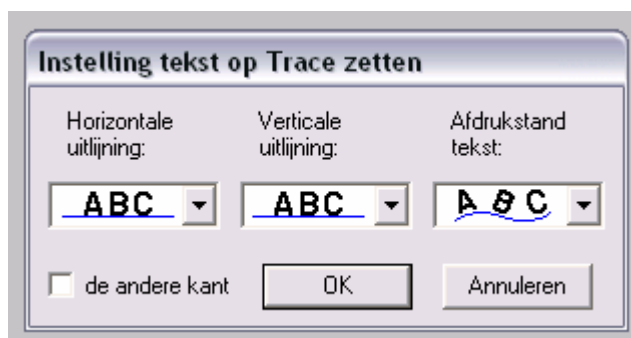 Instelling tekst op Trace zetten
Horizontale uitlijning:
Verticale uitlijning:
Afdrukstand tekst:
ABC
ABC
ABC
de andere kant
OK
Annuleren